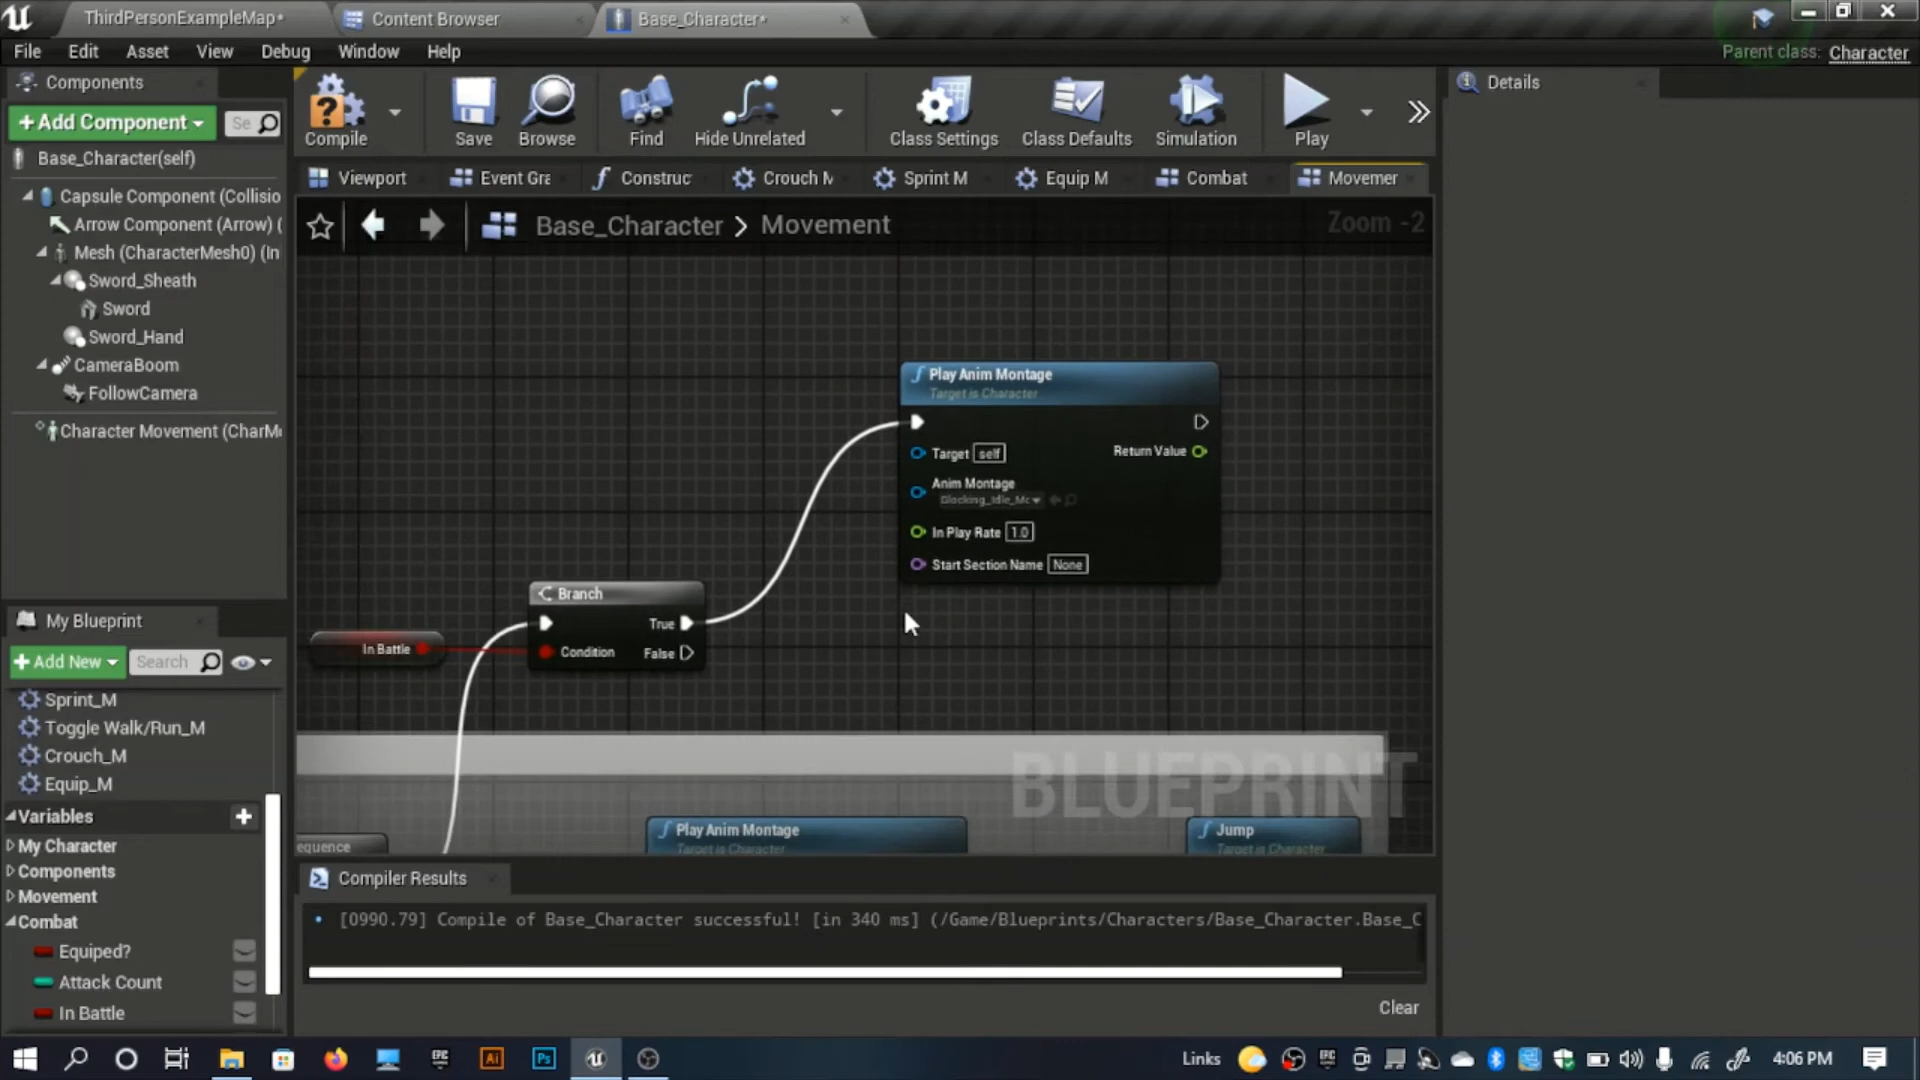 ThirdPersonExampleMap*
Content Browser
Base_Character*
File Edit Asset View Debug Window Help
Parent class: Character
Components
+Add Component
Se
Base_Character(self)
Capsule Component (Collisio
Arrow Component (Arrow) (
Mesh (CharacterMesh0) (In
Sword_Sheath
Sword
Sword_Hand
CameraBoom
FollowCamera
Character Movement (CharMo
Compile
Save
Browse
Find
Hide Unrelated
Class Settings
Class Defaults
Simulation
Play
Details
Viewport
Event Gra
Construc
Crouch M
Sprint M
Equip M
Combat
Movemer
Base_Character > Movement
Zoom -2
Play Anim Montage
Target is Character
Target self
Return Value
Anim Montage
Blocking_Idle_Mc
In Play Rate 1.0
Start Section Name None
Branch
True
Condition
False
In Battle
BLUEPRINT
equence
Play Anim Montage
Target is Character
Jump
Target is Character
My Blueprint
+Add New
Search
Sprint_M
Toggle Walk/Run_M
Crouch_M
Equip_M
Variables
My Character
Components
Movement
Combat
Equiped?
Attack Count
In Battle
Compiler Results
[0990.79] Compile of Base_Character successful! [in 340 ms] (/Game/Blueprints/Characters/Base_Character.Base_C
Clear
Links
4:06 PM